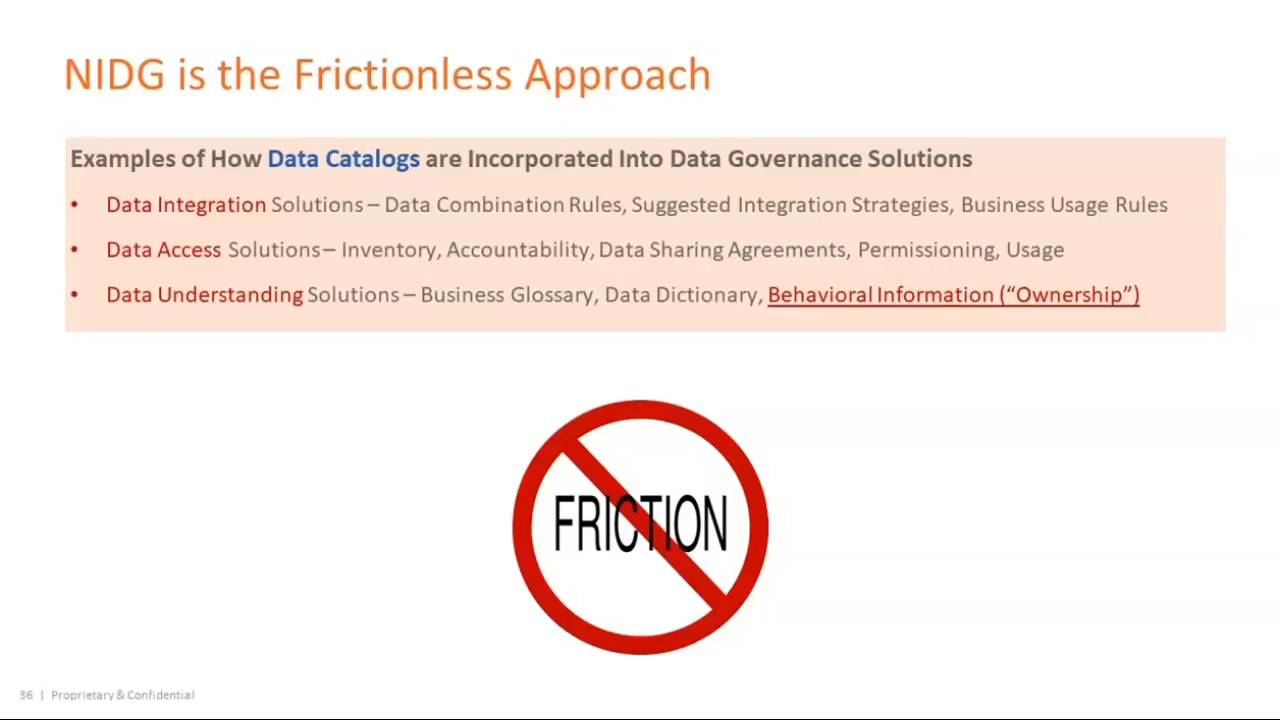 NIDG is the Frictionless Approach
Examples of How Data Catalogs are Incorporated Into Data Governance Solutions
• Data Integration Solutions – Data Combination Rules, Suggested Integration Strategies, Business Usage Rules
• Data Access Solutions – Inventory, Accountability, Data Sharing Agreements, Permissioning, Usage
• Data Understanding Solutions – Business Glossary, Data Dictionary, Behavioral Information (“Ownership”)
FRICTION
36 | Proprietary & Confidential